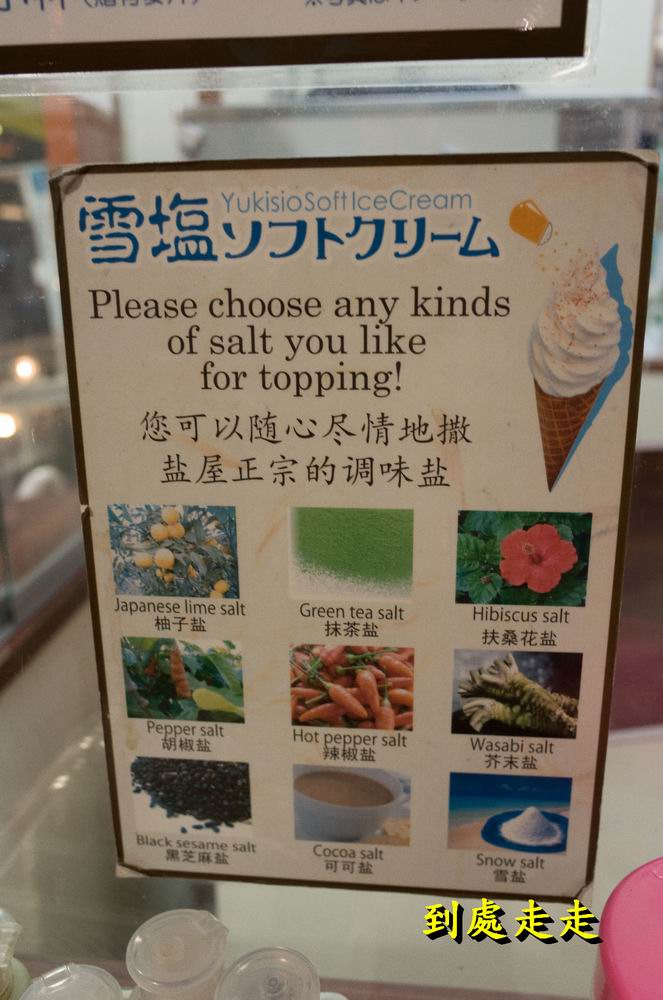 YukisioSoftIceCream
雪塩ソフトクリーム
Please choose any kinds
of salt you like
for topping!
您可以随心尽情地撒
盐屋正宗的调味盐
Japanese lime salt
柚子盐
Green tea salt
抹茶盐
Hibiscus salt
扶桑花盐
Pepper salt
胡椒盐
Hot pepper salt
辣椒盐
Wasabi salt
芥末盐
Black sesame salt
黑芝麻盐
Cocoa salt
可可盐
Snow salt
雪盐
到處走走